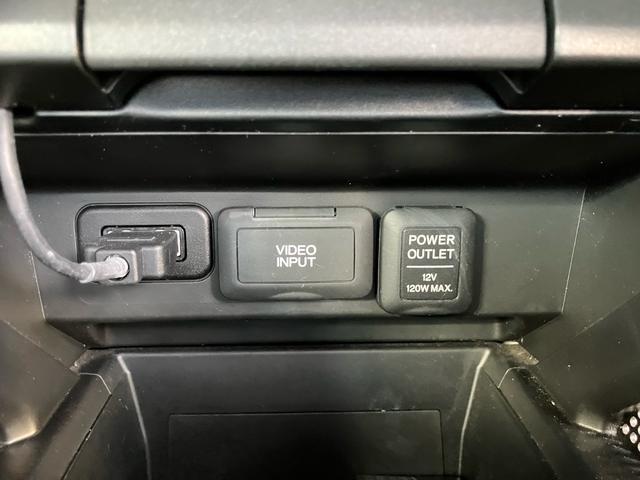 VIDEO
INPUT
POWER
OUTLET
12V
120W MAX.